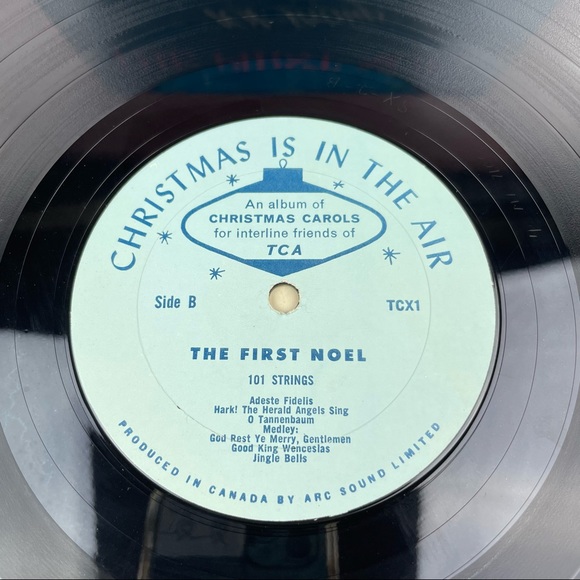 CHRISTMAS IS IN THE AIR
An album of
CHRISTMAS CAROLS
for interline friends of
TCA
Side B
TCX1
THE FIRST NOEL
101 STRINGS
Adeste Fidelis
Hark! The Herald Angels Sing
O Tannenbaum
Medley:
God Rest Ye Merry, Gentlemen
Good King Wenceslas
Jingle Bells
PRODUCED IN CANADA BY ARC SOUND LIMITED